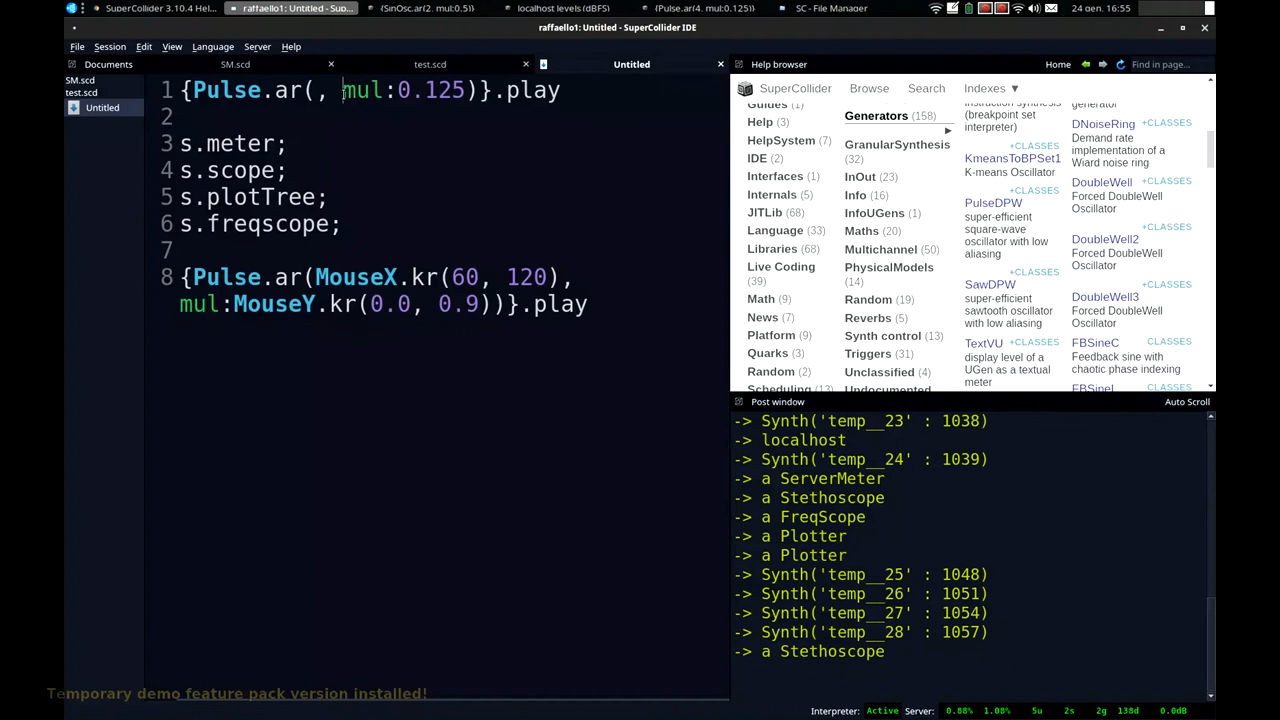 SuperCollider 3.10.4 Hel...
raffaello1: Untitled - Sup...
{SinOsc.ar(2. mul:0.5)}
localhost levels (dBFS)
{Pulse.ar(4. mul:0.125)}
SC - File Manager
24 gen. 16:55
raffaello1: Untitled - SuperCollider IDE
File Session Edit View Language Server Help
Documents
SM.scd
test.scd
Untitled
Help browser
SM.scd
test.scd
Untitled
1 {Pulse.ar(, mul:0.125)}.play
2
3 s.meter;
4 s.scope;
5 s.plotTree;
6 s.freqscope;
7
8 {Pulse.ar(MouseX.kr(60, 120),
mul:MouseY.kr(0.0, 0.9))}.play
Home
Find in page...
SuperCollider Browse Search Indexes ▼
Guides (1)
Help (3)
HelpSystem (7)
IDE (2)
Interfaces (1)
Internals (5)
JITLib (68)
Language (33)
Libraries (68)
Live Coding
(39)
Math (9)
News (7)
Platform (9)
Quarks (3)
Random (2)
Scheduling (13)
Generators (158)
▶
GranularSynthesis
(32)
InOut (23)
Info (16)
InfoUGens (1)
Maths (20)
Multichannel (50)
PhysicalModels
(14)
Random (19)
Reverbs (5)
Synth control (13)
Triggers (31)
Unclassified (4)
Undocumented
instruction synthesis
(breakpoint set
interpreter)
+CLASSES
KmeansToBPSet1
K-means Oscillator
+CLASSES
PulseDPW
super-efficient
square-wave
oscillator with low
aliasing
+CLASSES
SawDPW
super-efficient
sawtooth oscillator
with low aliasing
TextVU +CLASSES
display level of a
UGen as a textual
meter
generator
DNoiseRing +CLASSES
Demand rate
implementation of a
Wiard noise ring
DoubleWell +CLASSES
Forced DoubleWell
Oscillator
+CLASSES
DoubleWell2
Forced DoubleWell
Oscillator
+CLASSES
DoubleWell3
Forced DoubleWell
Oscillator
FBSineC CLASSES
Feedback sine with
chaotic phase indexing
FBSineL CLASSES
Post window
Auto Scroll
-> Synth('temp__23' : 1038)
-> localhost
-> Synth('temp__24' : 1039)
-> a ServerMeter
-> a Stethoscope
-> a FreqScope
-> a Plotter
-> a Plotter
-> Synth('temp__25' : 1048)
-> Synth('temp__26' : 1051)
-> Synth('temp__27' : 1054)
-> Synth('temp__28' : 1057)
-> a Stethoscope
Temporary demo feature pack version installed!
Interpreter: Active Server: 0.88% 1.08% 5u 2s 2g 138d 0.0dB